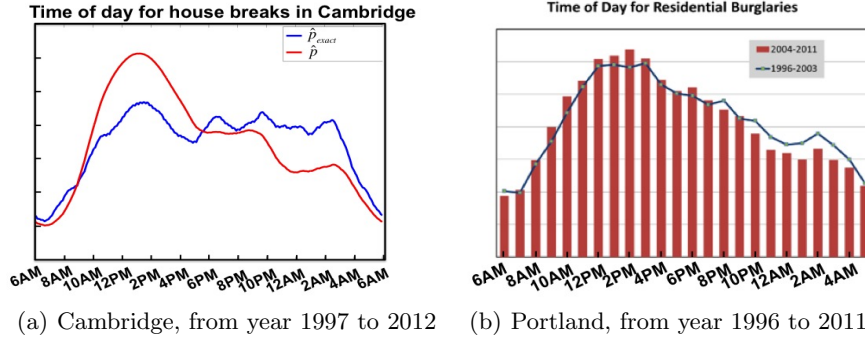 Time of day for house breaks in Cambridge
p̂exact
p̂
6AM 8AM 10AM 12PM 2PM 4PM 6PM 8PM 10PM 12AM 2AM 4AM 6AM
(a) Cambridge, from year 1997 to 2012
Time of Day for Residential Burglaries
2004-2011
1996-2003
6AM 8AM 10AM 12PM 2PM 4PM 6PM 8PM 10PM 12AM 2AM 4AM
(b) Portland, from year 1996 to 2011